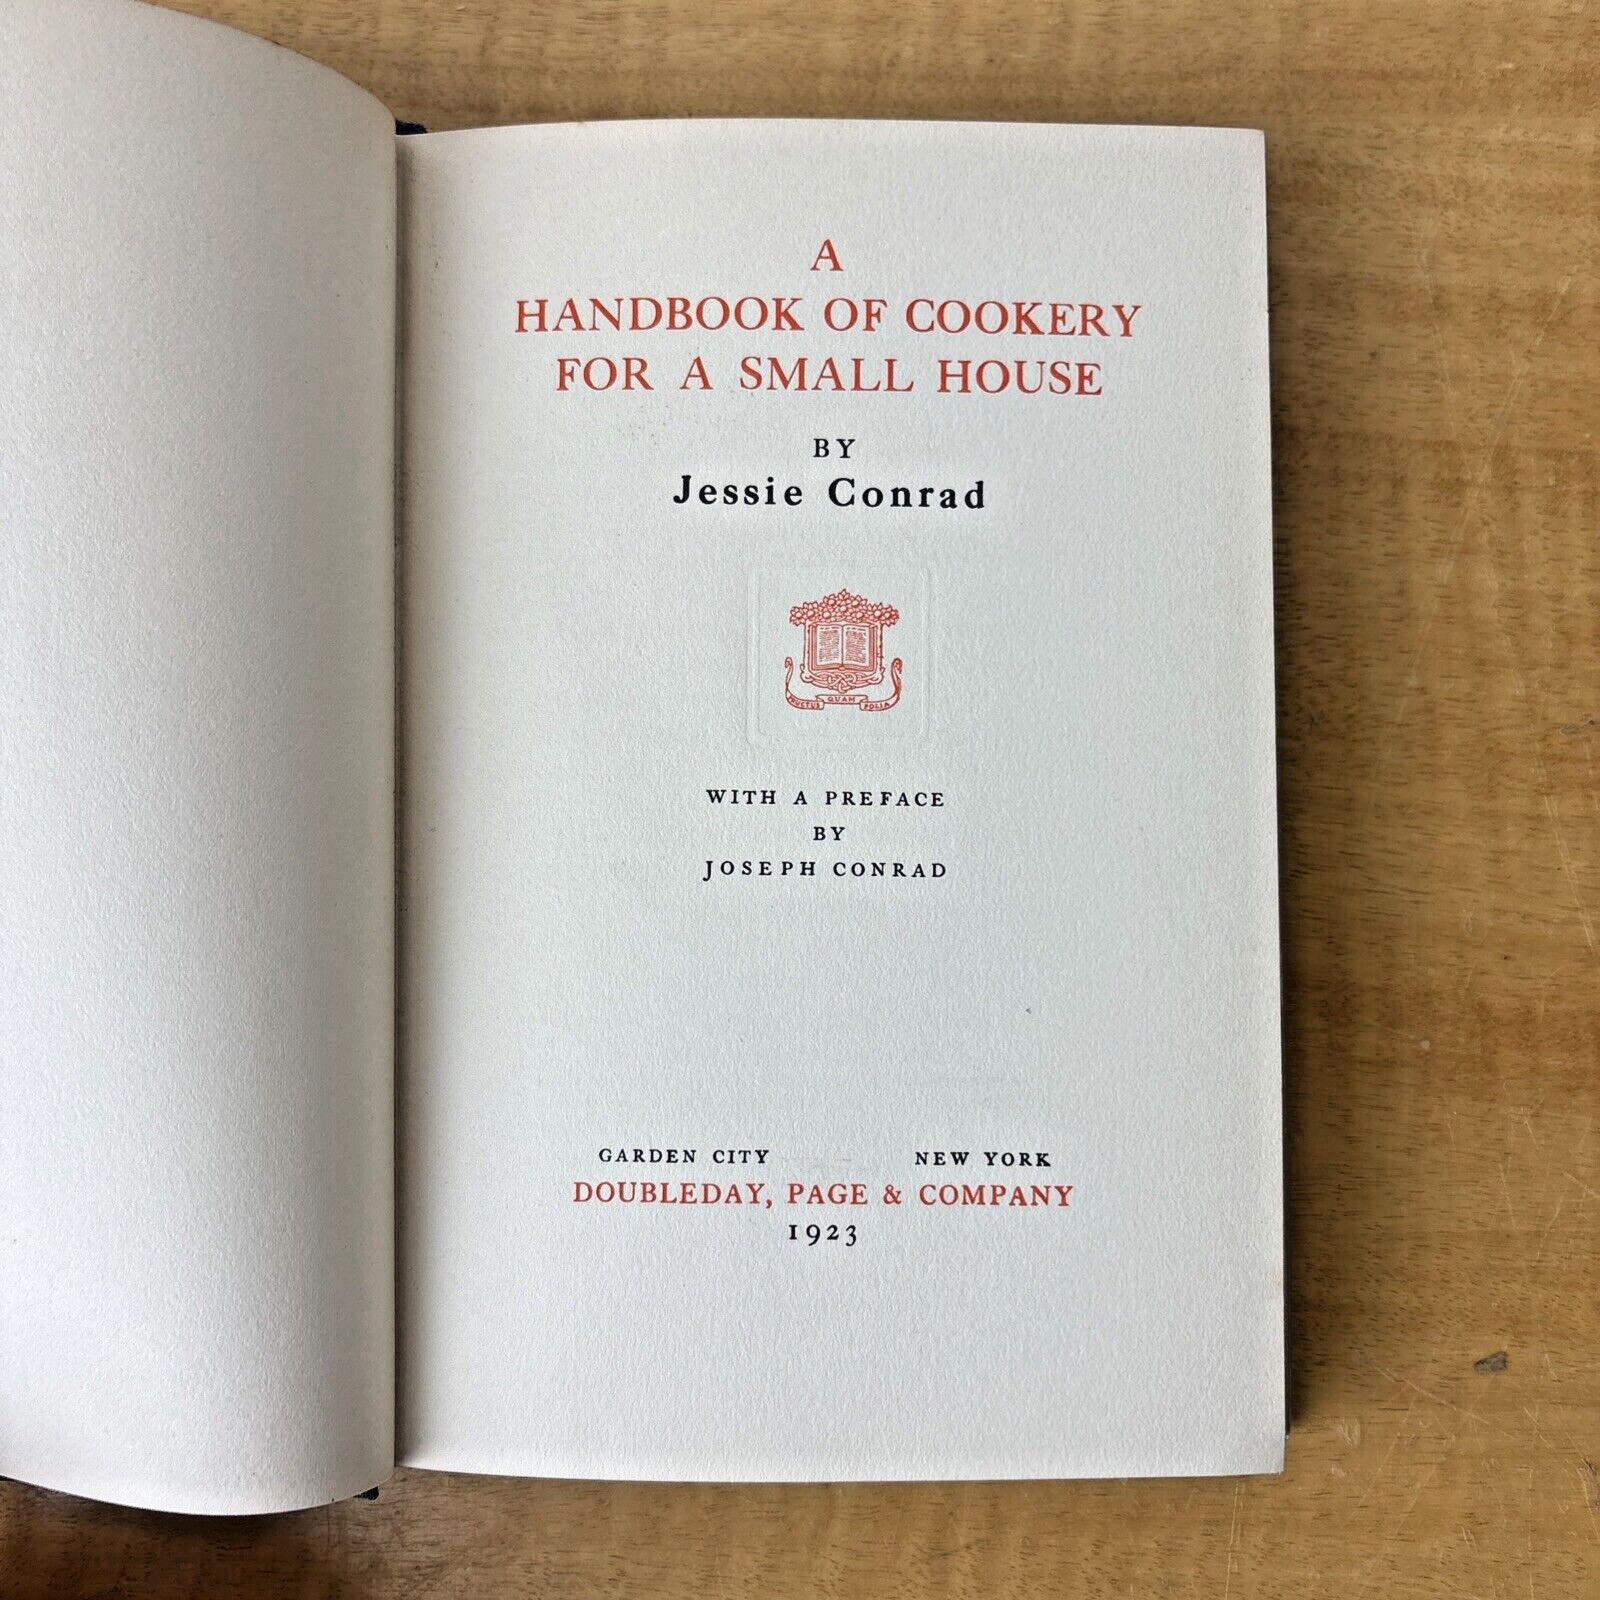 A
HANDBOOK OF COOKERY
FOR A SMALL HOUSE
BY
Jessie Conrad
FRUCTUS QUAM FOLIA
WITH A PREFACE
BY
JOSEPH CONRAD
GARDEN CITY NEW YORK
DOUBLEDAY, PAGE & COMPANY
1923